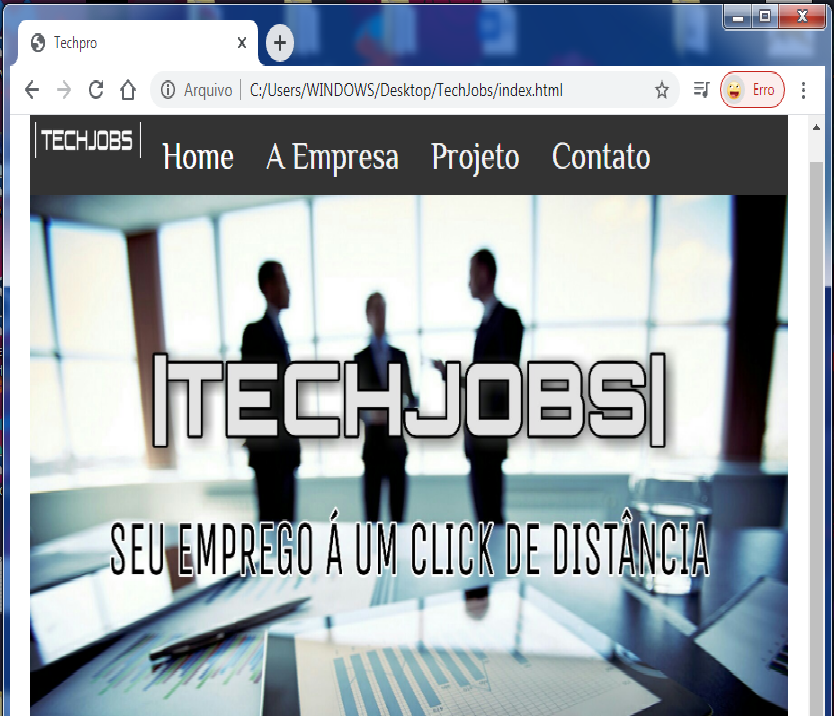 Techpro
Arquivo C:/Users/WINDOWS/Desktop/TechJobs/index.html Erro
|TECHJOBS| Home A Empresa Projeto Contato
|TECHJOBS|
SEU EMPREGO Á UM CLICK DE DISTÂNCIA